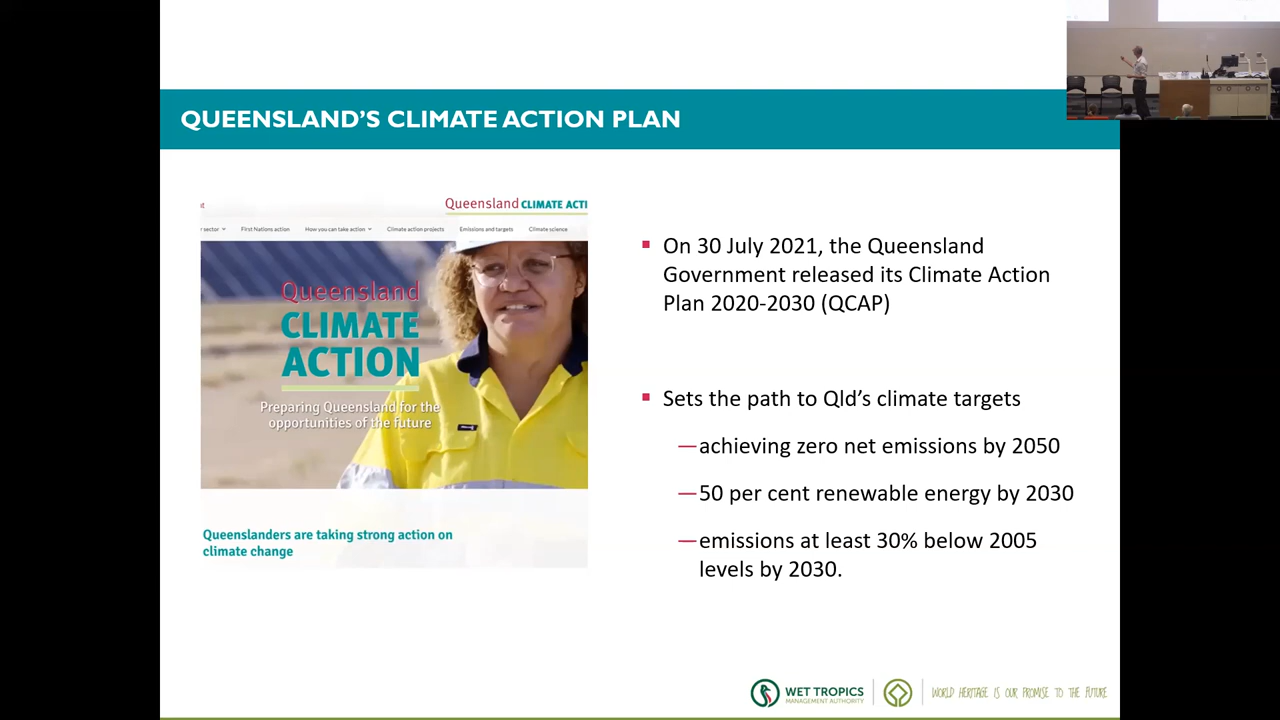 QUEENSLAND'S CLIMATE ACTION PLAN
Queensland CLIMATE ACTI
r sector
First Nations action
How you can take action
Climate action projects
Emissions and targets
Climate science
Queensland
CLIMATE
ACTION
Preparing Queensland for the
opportunities of the future
Queenslanders are taking strong action on
climate change
On 30 July 2021, the Queensland
Government released its Climate Action
Plan 2020-2030 (QCAP)
Sets the path to Qld's climate targets
—achieving zero net emissions by 2050
—50 per cent renewable energy by 2030
—emissions at least 30% below 2005
levels by 2030.
WET TROPICS
MANAGEMENT AUTHORITY
WORLD HERITAGE IS OUR PROMISE TO THE FUTURE